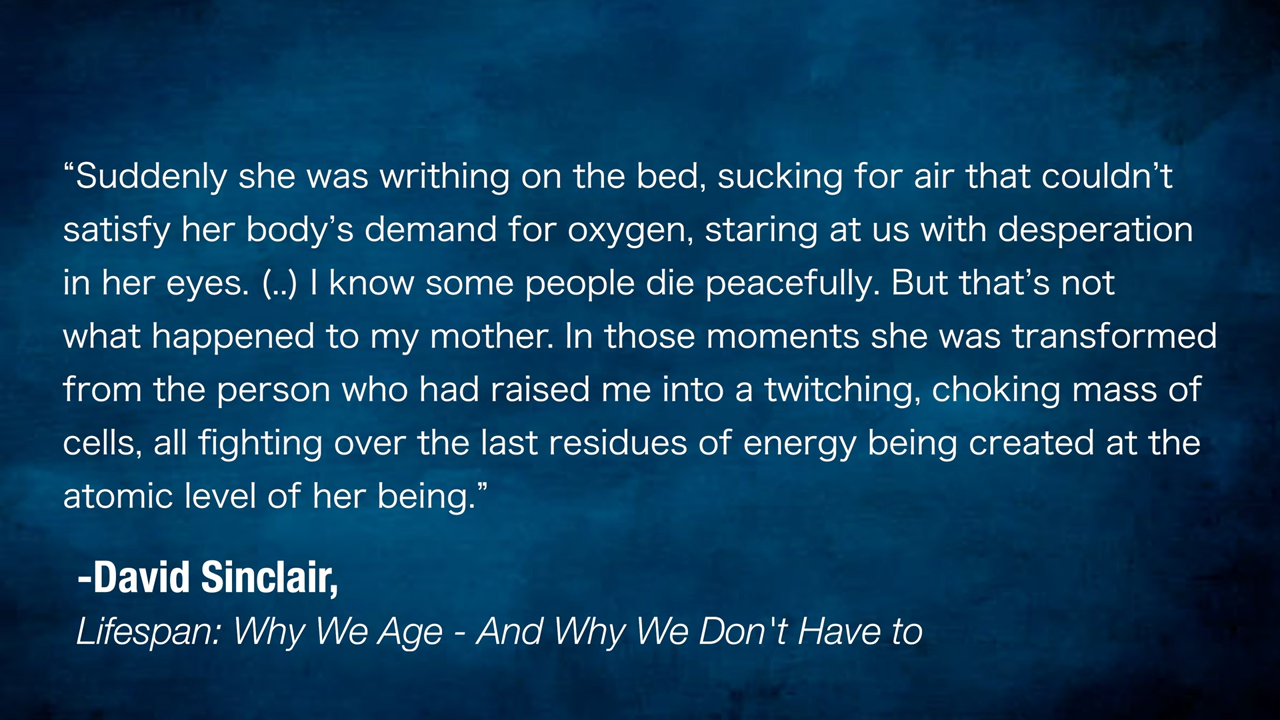 “Suddenly she was writhing on the bed, sucking for air that couldn’t
satisfy her body’s demand for oxygen, staring at us with desperation
in her eyes. (..) I know some people die peacefully. But that’s not
what happened to my mother. In those moments she was transformed
from the person who had raised me into a twitching, choking mass of
cells, all fighting over the last residues of energy being created at the
atomic level of her being.”
-David Sinclair,
Lifespan: Why We Age - And Why We Don't Have to